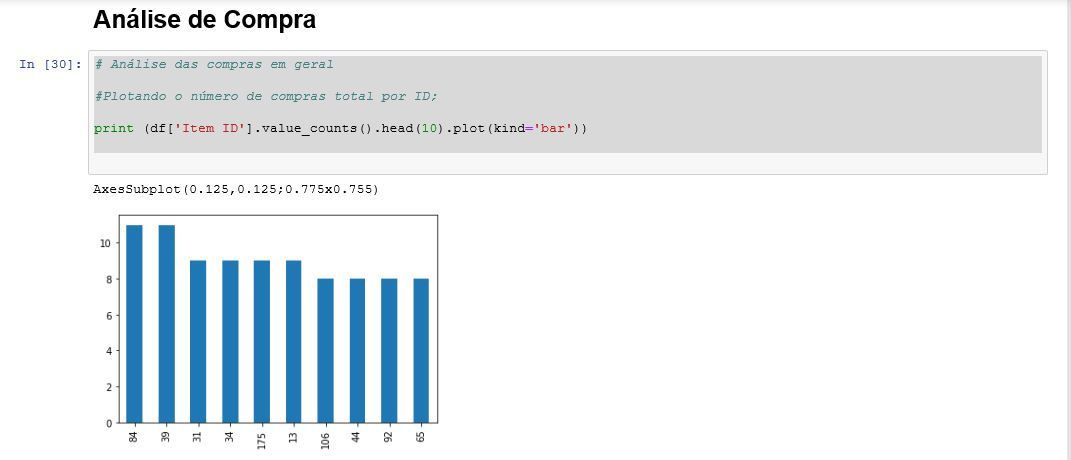 Análise de Compra
In [30]:
# Análise das compras em geral
#Plotando o número de compras total por ID;
print (df['Item ID'].value_counts().head(10).plot(kind='bar'))
AxesSubplot(0.125,0.125;0.775x0.755)
10
8
6
4
2
0
84 39 31 34 175 13 106 44 92 65